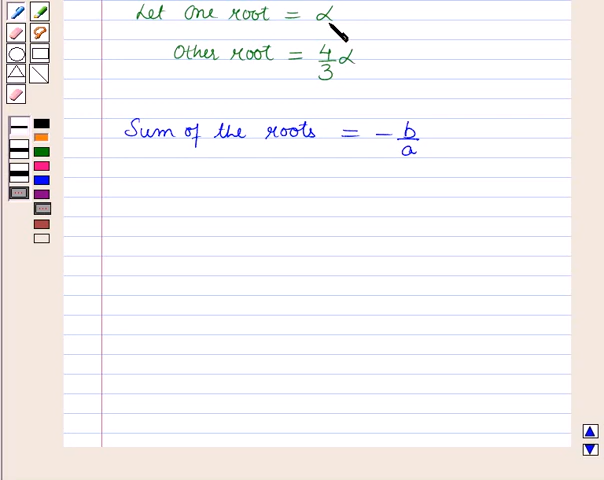 Let One root = α
Other root = 4/3 α
Sum of the roots = - b/a